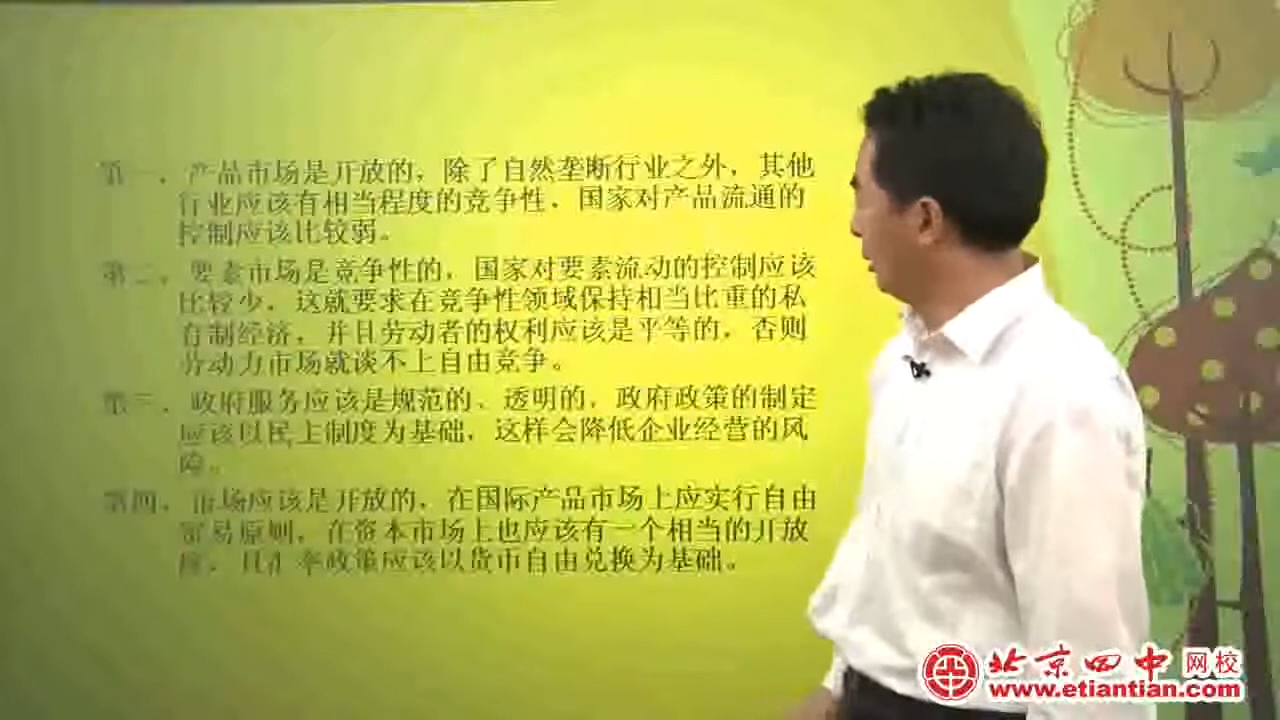 第一、产品市场是开放的，除了自然垄断行业之外，其他
行业应该有相当程度的竞争性，国家对产品流通的
控制应该比较弱。
第二、要素市场是竞争性的，国家对要素流动的控制应该
比较少，这就要求在竞争性领域保持相当比重的私
有制经济，并且劳动者的权利应该是平等的，否则
劳动力市场就谈不上自由竞争。
第三、政府服务应该是规范的、透明的，政府政策的制定
应该以民主制度为基础，这样会降低企业经营的风
险。
第四、市场应该是开放的，在国际产品市场上应实行自由
贸易原则，在资本市场上也应该有一个相当的开放
度，且汇率政策应该以货币自由兑换为基础。
北京四中网校
www.etiantian.com